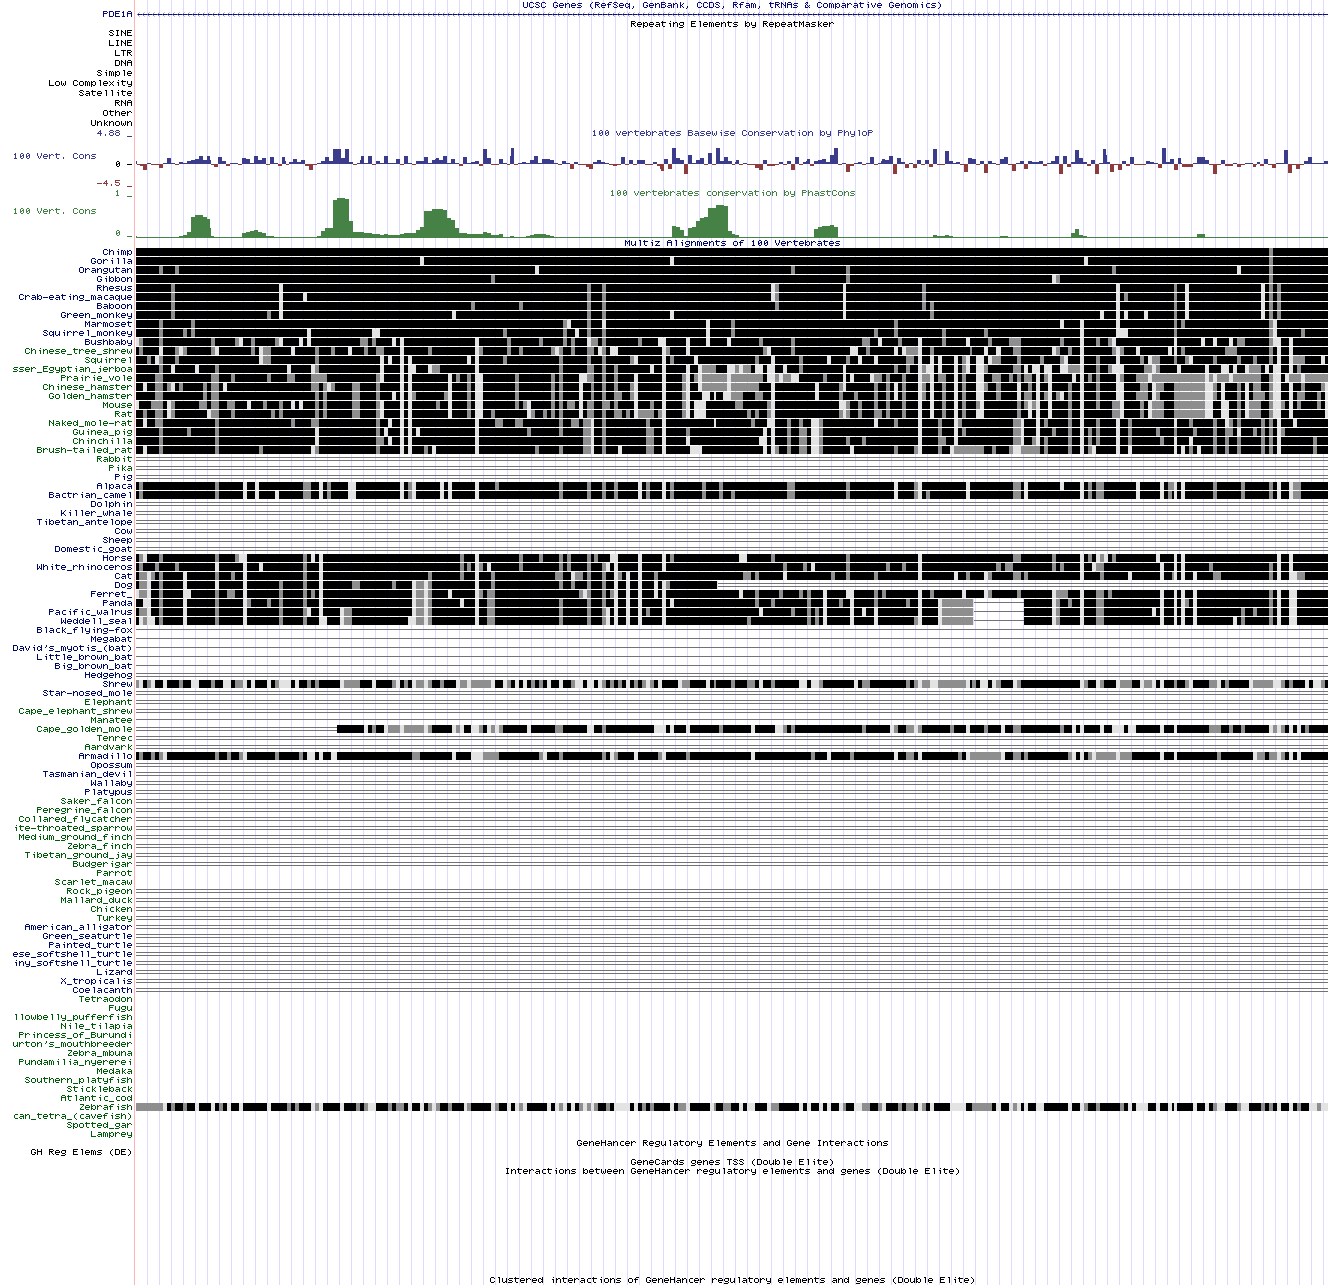 UCSC Genes (RefSeq, GenBank, CCDS, Rfam, tRNAs & Comparative Genomics)
PDE1A
Repeating Elements by RepeatMasker
SINE
LINE
LTR
DNA
Simple
Low Complexity
Satellite
RNA
Other
Unknown
4.88 _
100 vertebrates Basewise Conservation by PhyloP
100 Vert. Cons
0 _
-4.5 _
1 _
100 vertebrates conservation by PhastCons
100 Vert. Cons
0 _
Multiz Alignments of 100 Vertebrates
Chimp
Gorilla
Orangutan
Gibbon
Rhesus
Crab-eating_macaque
Baboon
Green_monkey
Marmoset
Squirrel_monkey
Bushbaby
Chinese_tree_shrew
Squirrel
sser_Egyptian_jerboa
Prairie_vole
Chinese_hamster
Golden_hamster
Mouse
Rat
Naked_mole-rat
Guinea_pig
Chinchilla
Brush-tailed_rat
Rabbit
Pika
Pig
Alpaca
Bactrian_camel
Dolphin
Killer_whale
Tibetan_antelope
Cow
Sheep
Domestic_goat
Horse
White_rhinoceros
Cat
Dog
Ferret_
Panda
Pacific_walrus
Weddell_seal
Black_flying-fox
Megabat
David's_myotis_(bat)
Little_brown_bat
Big_brown_bat
Hedgehog
Shrew
Star-nosed_mole
Elephant
Cape_elephant_shrew
Manatee
Cape_golden_mole
Tenrec
Aardvark
Armadillo
Opossum
Tasmanian_devil
Wallaby
Platypus
Saker_falcon
Peregrine_falcon
Collared_flycatcher
ite-throated_sparrow
Medium_ground_finch
Zebra_finch
Tibetan_ground_jay
Budgerigar
Parrot
Scarlet_macaw
Rock_pigeon
Mallard_duck
Chicken
Turkey
American_alligator
Green_seaturtle
Painted_turtle
ese_softshell_turtle
iny_softshell_turtle
Lizard
X_tropicalis
Coelacanth
Tetraodon
Fugu
llowbelly_pufferfish
Nile_tilapia
Princess_of_Burundi
urton's_mouthbreeder
Zebra_mbuna
Pundamilia_nyererei
Medaka
Southern_platyfish
Stickleback
Atlantic_cod
Zebrafish
can_tetra_(cavefish)
Spotted_gar
Lamprey
GeneHancer Regulatory Elements and Gene Interactions
GH Reg Elems (DE)
GeneCards genes TSS (Double Elite)
Interactions between GeneHancer regulatory elements and genes (Double Elite)
Clustered interactions of GeneHancer regulatory elements and genes (Double Elite)